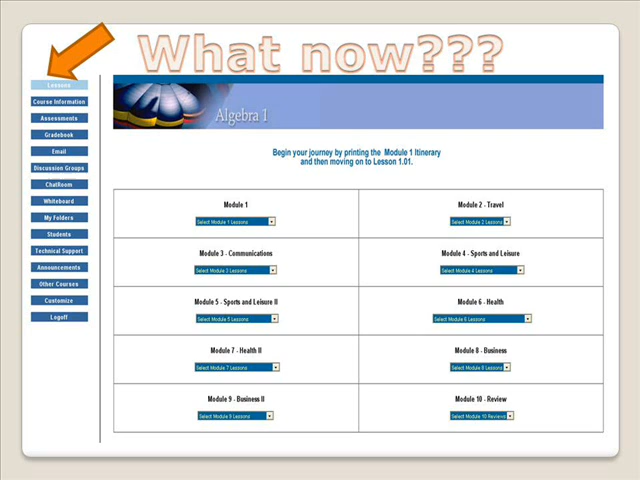 What now???
Lessons
Course Information
Assessments
Gradebook
Email
Discussion Groups
ChatRoom
Whiteboard
My Folders
Students
Technical Support
Announcements
Other Courses
Customize
Logoff
Algebra 1
Begin your journey by printing the Module 1 Itinerary
and then moving on to Lesson 1.01.
Module 1
Select Module 1 Lessons
Module 2 - Travel
Select Module 2 Lessons
Module 3 - Communications
Select Module 3 Lessons
Module 4 - Sports and Leisure
Select Module 4 Lessons
Module 5 - Sports and Leisure II
Select Module 5 Lessons
Module 6 - Health
Select Module 6 Lessons
Module 7 - Health II
Select Module 7 Lessons
Module 8 - Business
Select Module 8 Lessons
Module 9 - Business II
Select Module 9 Lessons
Module 10 - Review
Select Module 10 Reviews